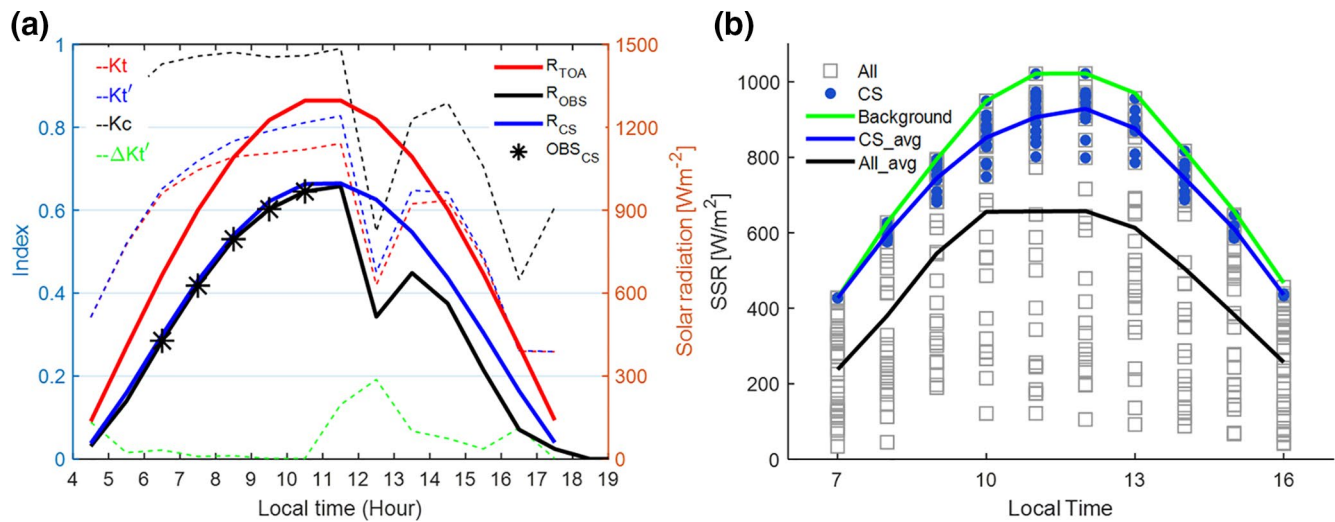 (a)
1
0.8
0.6
0.4
0.2
0
Index
--Kt
--Kt′
--Kc
--ΔKt′
R_TOA
R_OBS
R_CS
OBS_CS
1500
1200
900
600
300
0
Solar radiation [Wm⁻²]
4 5 6 7 8 9 10 11 12 13 14 15 16 17 18 19
Local time (Hour)
(b)
1000
800
600
400
200
0
SSR [W/m²]
All
CS
Background
CS_avg
All_avg
7 10 13 16
Local Time